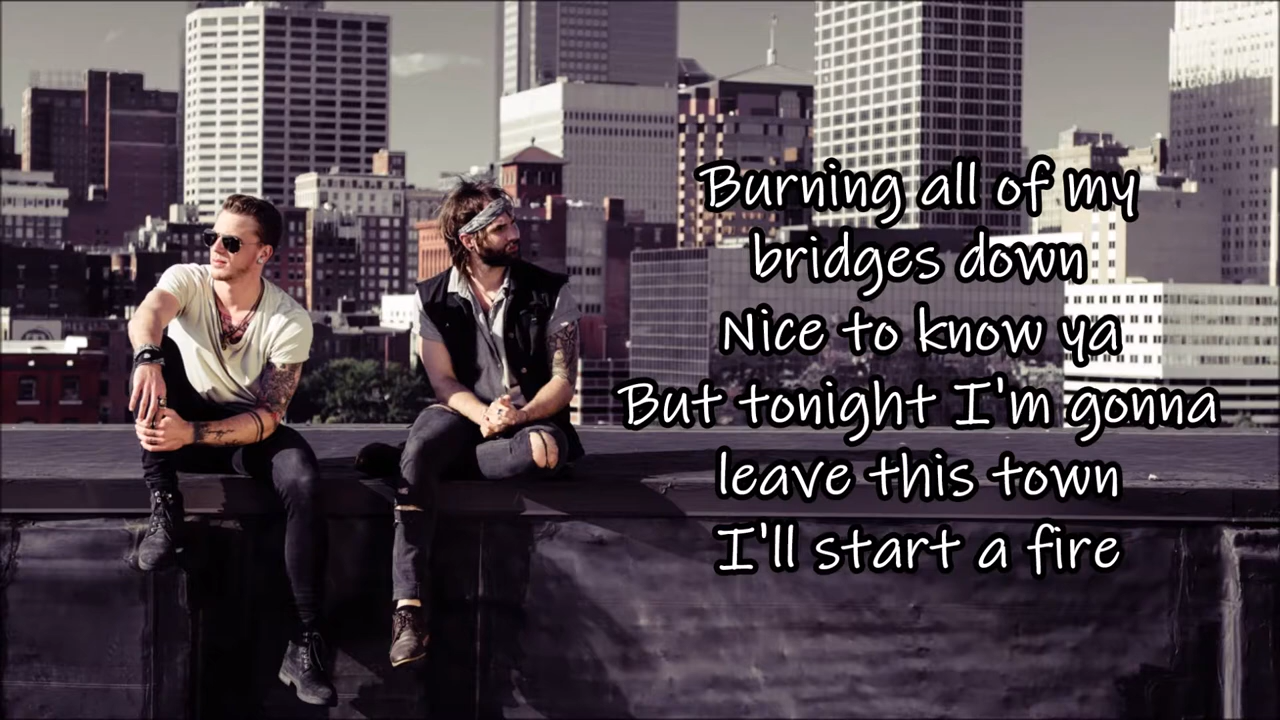 Burning all of my
bridges down
Nice to know ya
But tonight I'm gonna
leave this town
I'll start a fire